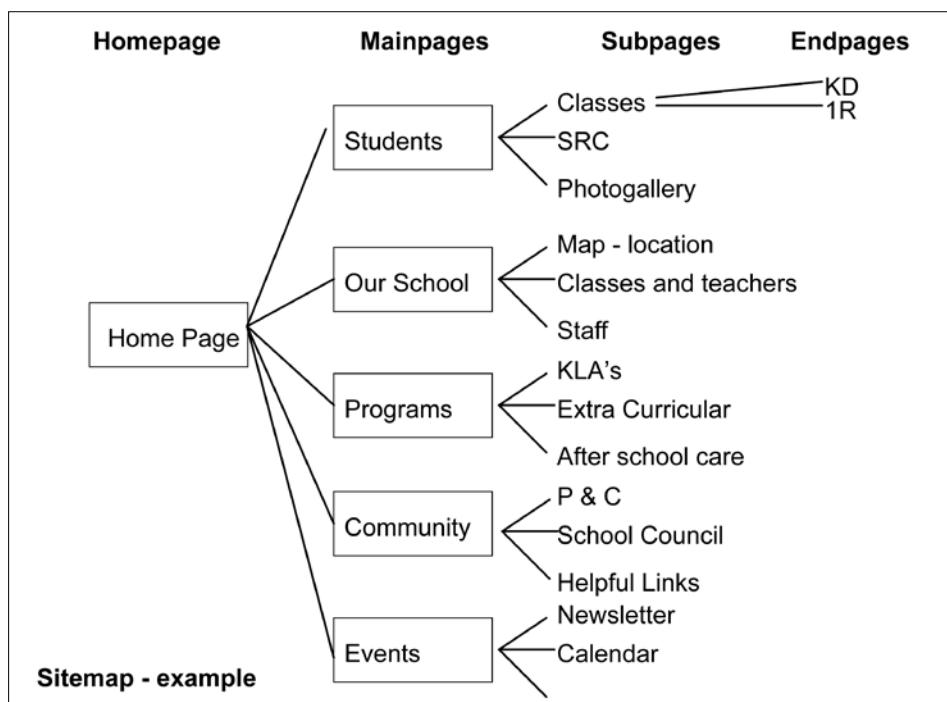 Homepage Mainpages Subpages Endpages
KD
Classes
1R
Students
SRC
Photogallery
Map - location
Our School
Classes and teachers
Staff
Home Page
KLA's
Programs
Extra Curricular
After school care
P & C
Community
School Council
Helpful Links
Newsletter
Events
Calendar
Sitemap - example